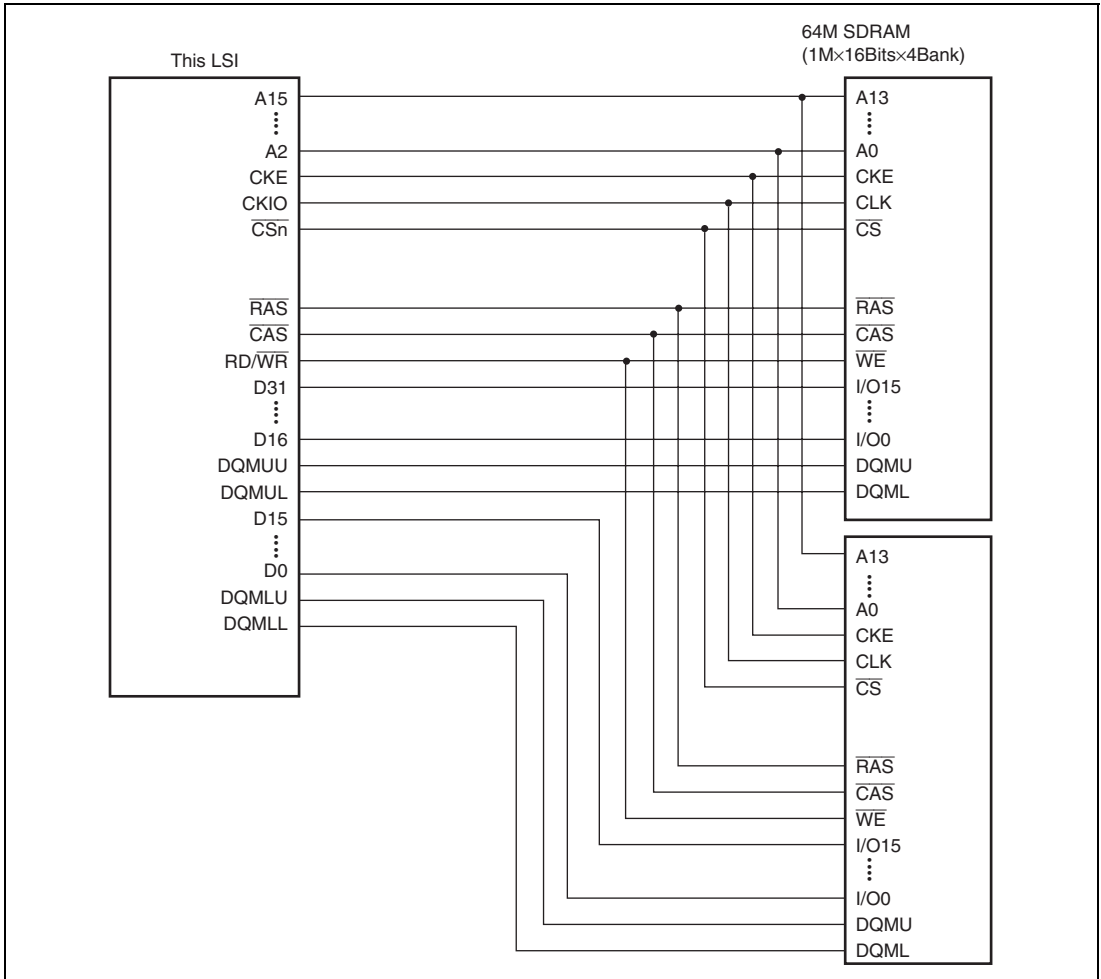 64M SDRAM
(1M×16Bits×4Bank)
This LSI
A15
A2
CKE
CKIO
CSn
RAS
CAS
RD/WR
D31
D16
DQMUU
DQMUL
D15
D0
DQMLU
DQMLL
A13
A0
CKE
CLK
CS
RAS
CAS
WE
I/O15
I/O0
DQMU
DQML
A13
A0
CKE
CLK
CS
RAS
CAS
WE
I/O15
I/O0
DQMU
DQML